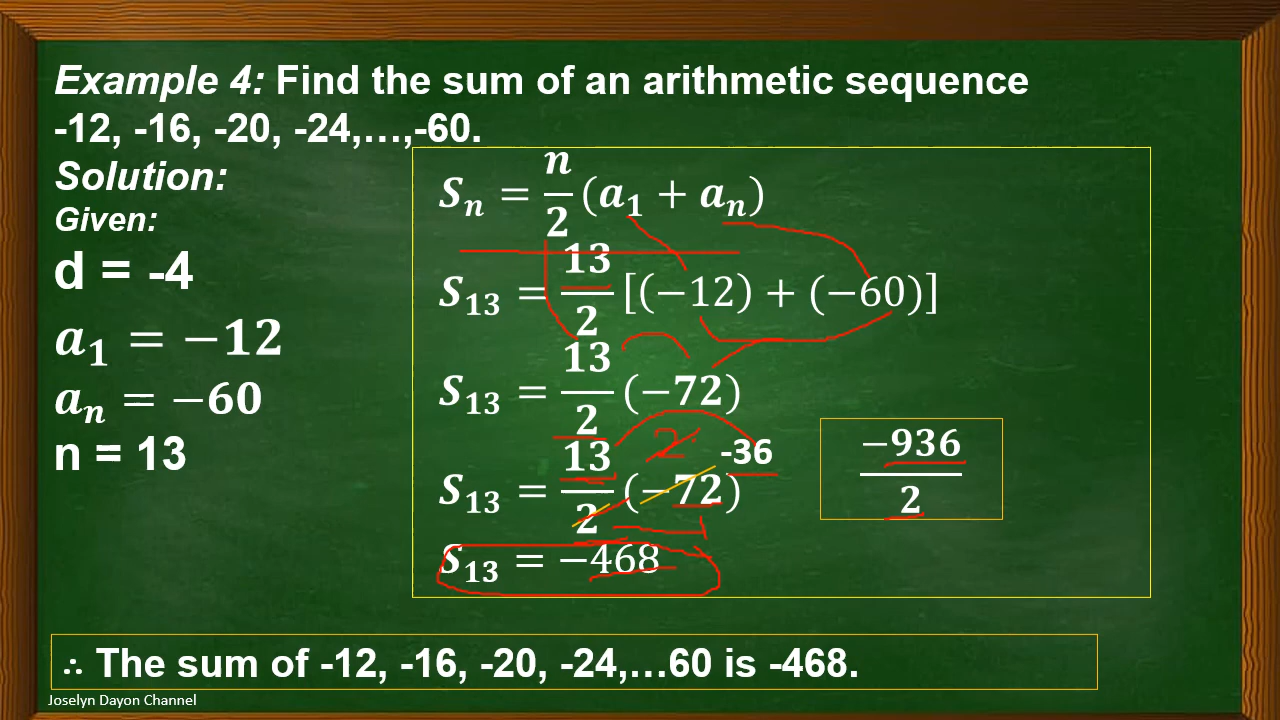 Example 4: Find the sum of an arithmetic sequence
-12, -16, -20, -24,...,-60.
Solution:
Given:
d = -4
a₁ = −12
aₙ = −60
n = 13
Sₙ = n/2 (a₁ + aₙ)
S₁₃ = 13/2 [(−12) + (−60)]
S₁₃ = 13/2 (−72)
2
-36
S₁₃ = 13/2 (−72)
S₁₃ = −468
−936/2
∴ The sum of -12, -16, -20, -24,...60 is -468.
Joselyn Dayon Channel